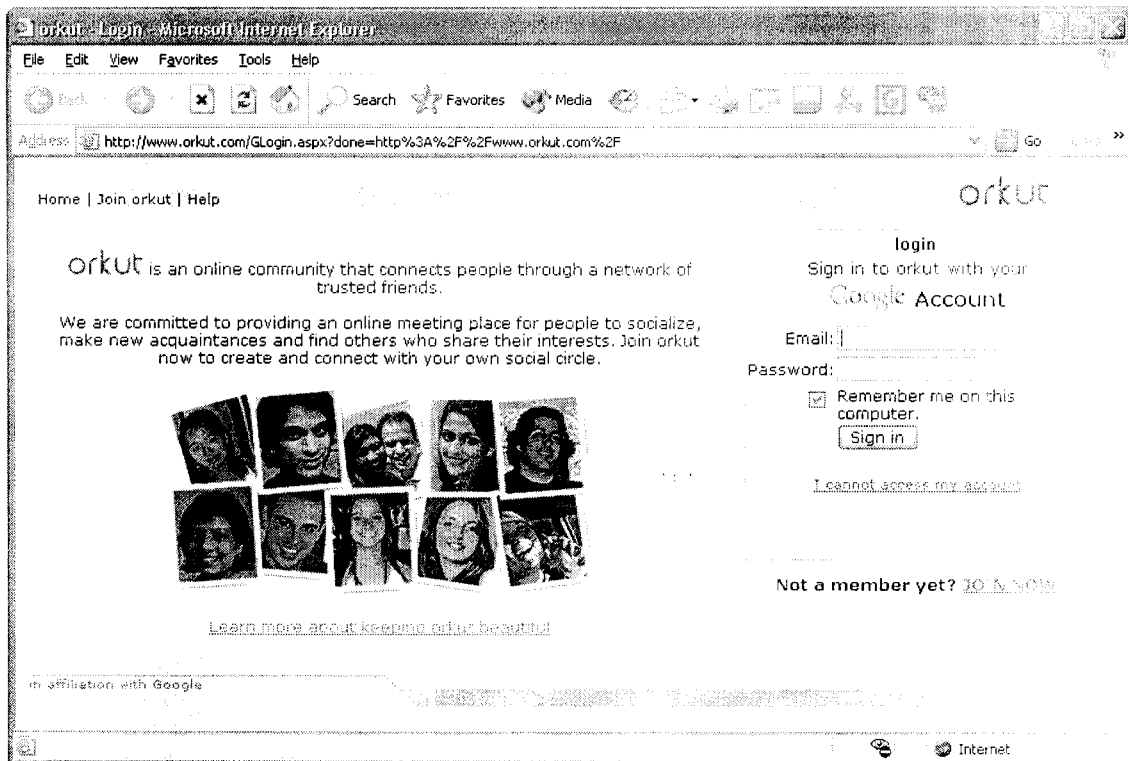 orkut - Login - Microsoft Internet Explorer
File Edit View Favorites Tools Help
Back Search Favorites Media
Address http://www.orkut.com/GLogin.aspx?done=http%3A%2F%2Fwww.orkut.com%2F Go
Home | Join orkut | Help
orkut
orkut is an online community that connects people through a network of
trusted friends.
We are committed to providing an online meeting place for people to socialize,
make new acquaintances and find others who share their interests. Join orkut
now to create and connect with your own social circle.
Learn more about keeping orkut beautiful
login
Sign in to orkut with your
Google Account
Email:
Password:
Remember me on this
computer.
Sign in
I cannot access my account
Not a member yet? JOIN NOW
in affiliation with Google
Internet